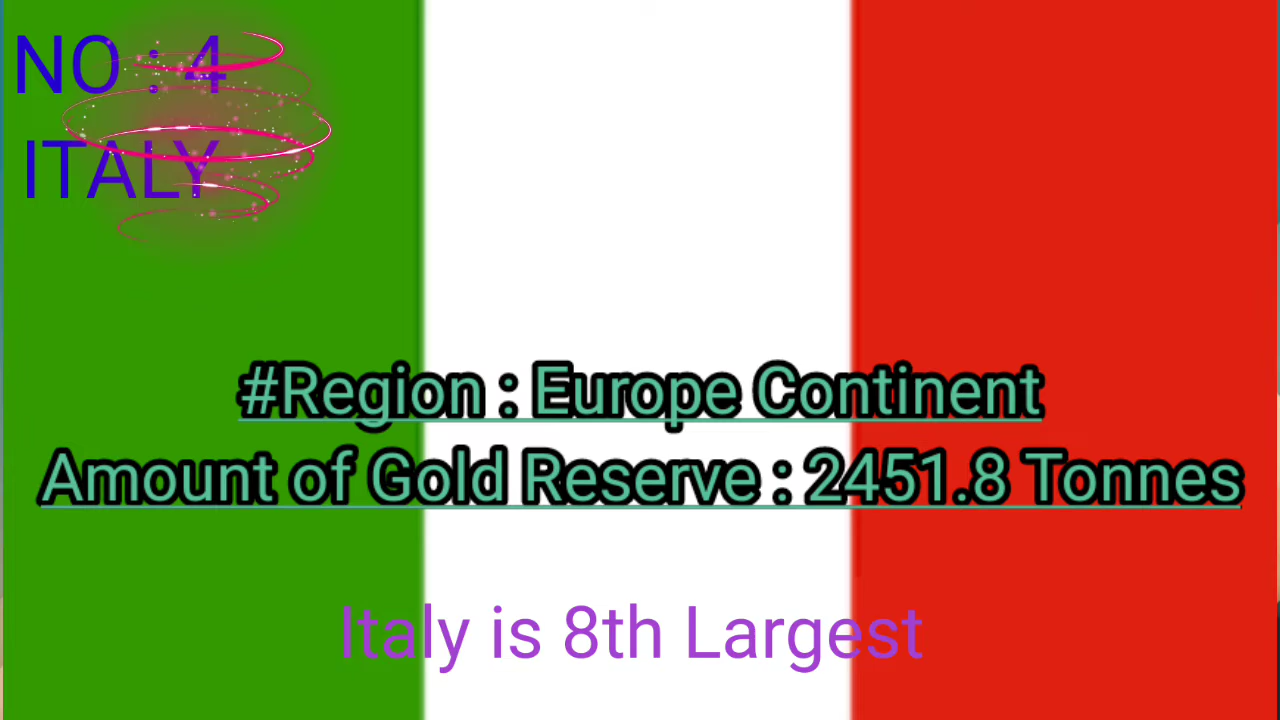 NO : 4
ITALY
#Region : Europe Continent
Amount of Gold Reserve : 2451.8 Tonnes
Italy is 8th Largest